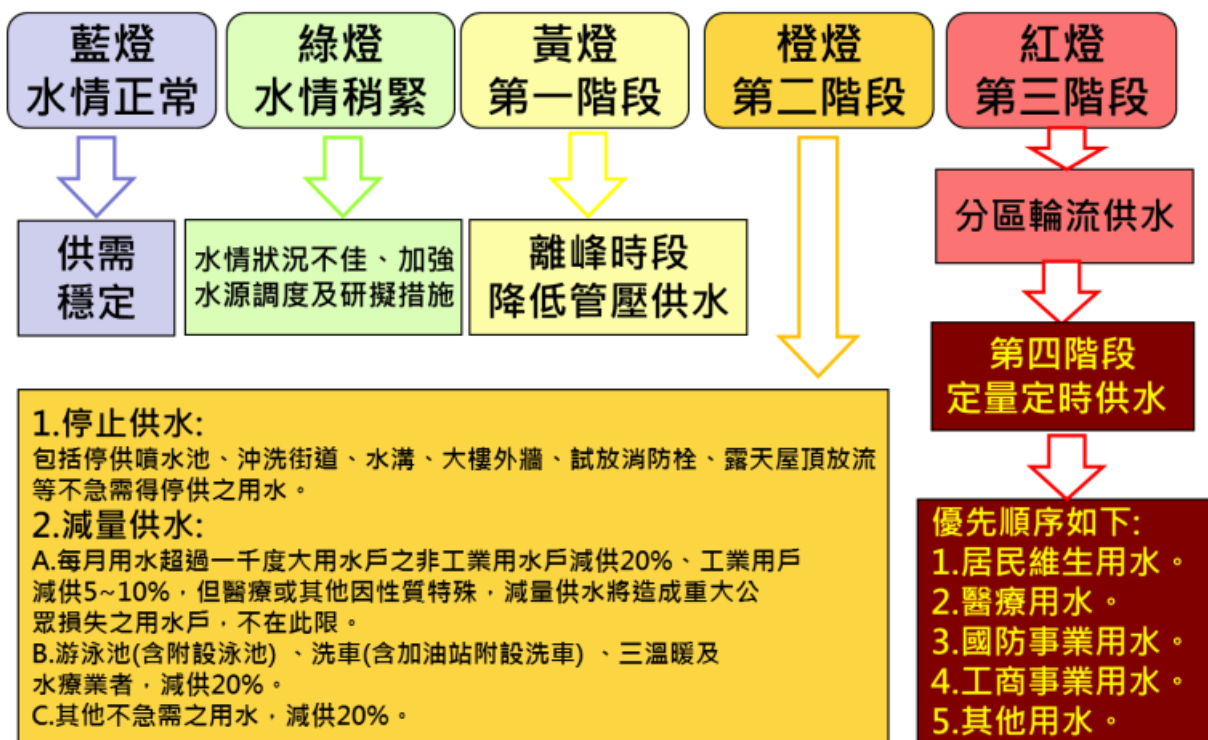 藍燈
水情正常
綠燈
水情稍緊
黃燈
第一階段
橙燈
第二階段
紅燈
第三階段
供需
穩定
水情狀況不佳、加強
水源調度及研擬措施
離峰時段
降低管壓供水
分區輪流供水
第四階段
定量定時供水
1.停止供水:
包括停供噴水池、沖洗街道、水溝、大樓外牆、試放消防栓、露天屋頂放流
等不急需得停供之用水。
2.減量供水:
A.每月用水超過一千度大用水戶之非工業用水戶減供20%、工業用戶
減供5~10%，但醫療或其他因性質特殊，減量供水將造成重大公
眾損失之用水戶，不在此限。
B.游泳池(含附設泳池) 、洗車(含加油站附設洗車) 、三溫暖及
水療業者，減供20%。
C.其他不急需之用水，減供20%。
優先順序如下:
1.居民維生用水。
2.醫療用水。
3.國防事業用水。
4.工商事業用水。
5.其他用水。